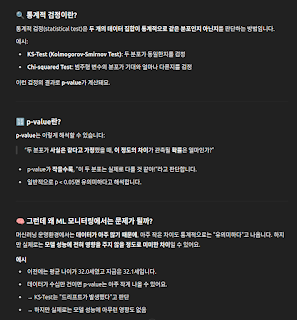 🔍 통계적 검정이란?
통계적 검정(statistical test)은 두 개의 데이터 집합이 통계적으로 같은 분포인지 아닌지를 판단하는 방법입니다.
예시:
• KS-Test (Kolmogorov-Smirnov Test): 두 분포가 동일한지를 검정
• Chi-squared Test: 범주형 변수의 분포가 기대와 얼마나 다른지를 검정
이런 검정의 결과로 p-value가 계산돼요.
🔢 p-value란?
p-value는 이렇게 해석할 수 있습니다:
"두 분포가 사실은 같다고 가정했을 때, 이 정도의 차이가 관측될 확률은 얼마인가?"
• p-value가 작을수록, "이 두 분포는 실제로 다를 것 같아!"라고 판단합니다.
• 일반적으로 p < 0.05면 유의미하다고 해석합니다.
🧠 그런데 왜 ML 모니터링에서는 문제가 될까?
머신러닝 운영환경에서는 데이터가 아주 많기 때문에, 아주 작은 차이도 통계적으로는 "유의미하다"고 나옵니다. 하지
만 실제로는 모델 성능에 전혀 영향을 주지 않을 정도로 미미한 차이일 수 있어요.
예시
• 이전에는 평균 나이가 32.0세였고 지금은 32.1세입니다.
• 데이터가 수십만 건이면 p-value는 아주 작게 나올 수 있어요.
• → KS-Test은 "드리프트가 발생했다"고 판단
• → 하지만 실제로는 모델 성능에 아무런 영향도 없음